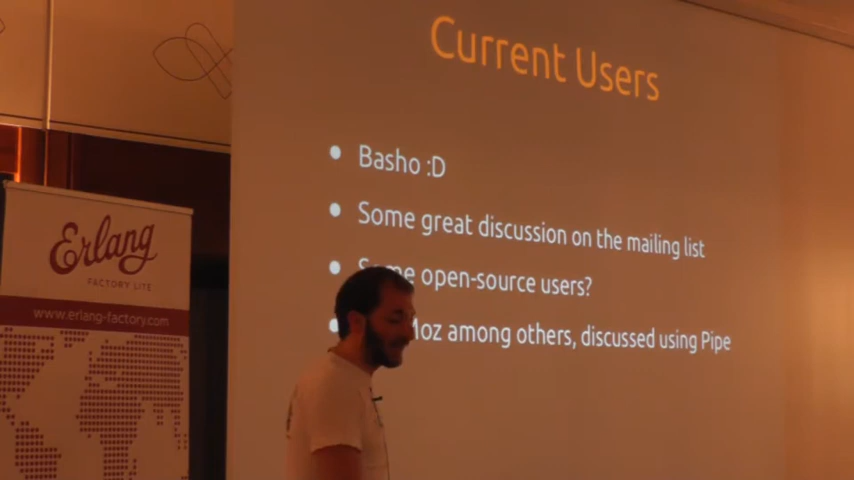 Current Users
Basho :D
Some great discussion on the mailing list
Some open-source users?
among others, discussed using Pipe
Erlang
FACTORY LITE
www.erlang-factory.com